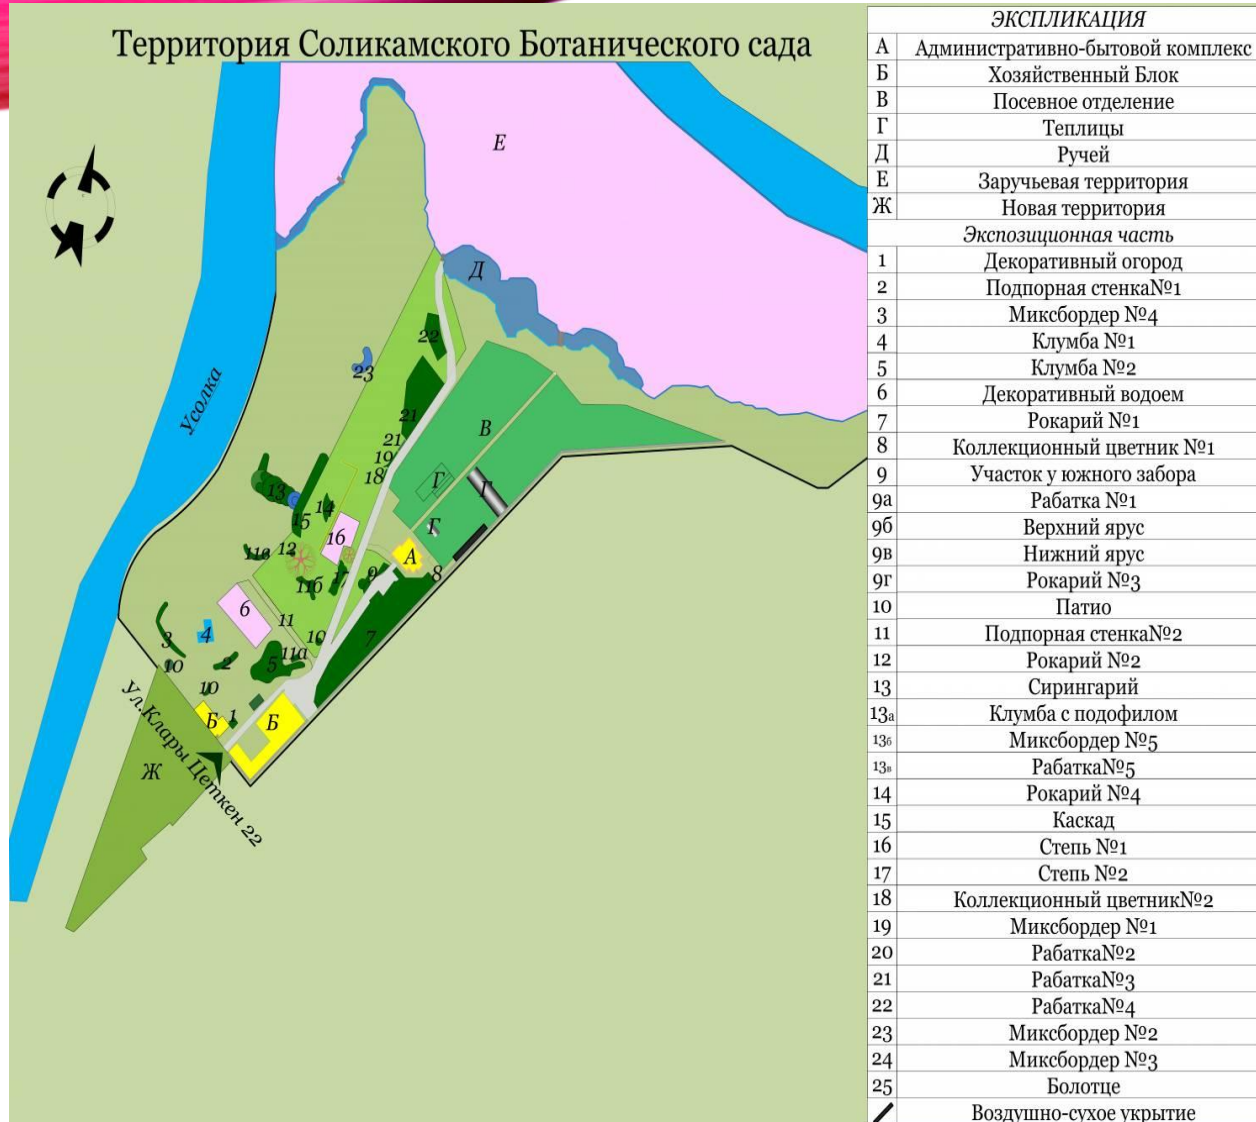 Территория Соликамского Ботанического сада
Е
Д
22
23
Усолка
21
В
21
19
18
Г
Г
13
14
15
Г
16
12
11в
А
17
9
8
11б
6
11
10
7
3
4
11а
10
2
5
10
Б
1
Б
Ул.Клары Цеткен 22
Ж
ЭКСПЛИКАЦИЯ
А Административно-бытовой комплекс
Б Хозяйственный Блок
В Посевное отделение
Г Теплицы
Д Ручей
Е Заручьевая территория
Ж Новая территория
Экспозиционная часть
1 Декоративный огород
2 Подпорная стенка№1
3 Миксбордер №4
4 Клумба №1
5 Клумба №2
6 Декоративный водоем
7 Рокарий №1
8 Коллекционный цветник №1
9 Участок у южного забора
9а Рабатка №1
9б Верхний ярус
9в Нижний ярус
9г Рокарий №3
10 Патио
11 Подпорная стенка№2
12 Рокарий №2
13 Сирингарий
13а Клумба с подофилом
13б Миксбордер №5
13в Рабатка№5
14 Рокарий №4
15 Каскад
16 Степь №1
17 Степь №2
18 Коллекционный цветник№2
19 Миксбордер №1
20 Рабатка№2
21 Рабатка№3
22 Рабатка№4
23 Миксбордер №2
24 Миксбордер №3
25 Болотце
Воздушно-сухое укрытие